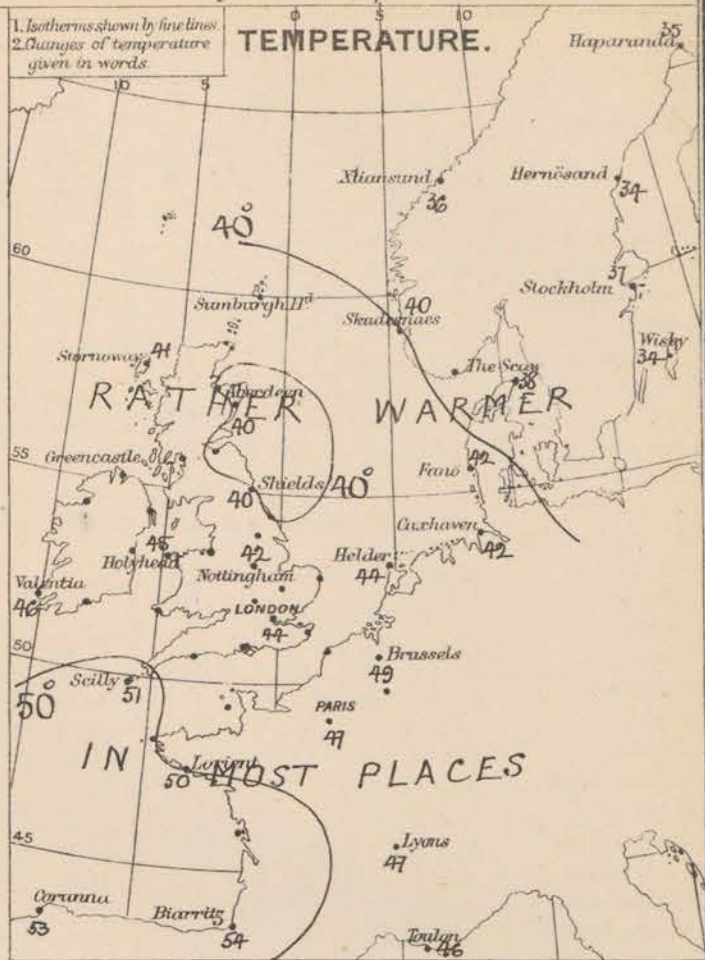 1. Isotherms shown by fine lines.
2. Changes of temperature
given in words.
TEMPERATURE.
0 5 10
10 5
35
Haparanda
Xtiansund
36
Hernösand
34
40°
60
37
Stockholm
Sumburgh Hd.
40
Skudesnaes
Wisby
34
Stornoway 41
The Scaw
38
RATHER WARMER
Aberdeen
40
55
Greencastle
Fanö 42
Shields
40
40°
Cuxhaven
42
48
Holyhead
42
Nottingham
Helder
44
Valentia
46
LONDON
44
50
Brussels
49
Scilly
51
50°
PARIS
47
IN MOST PLACES
Lorient
50
45
Lyons
47
Corunna
53
Biarritz
54
Toulon
46